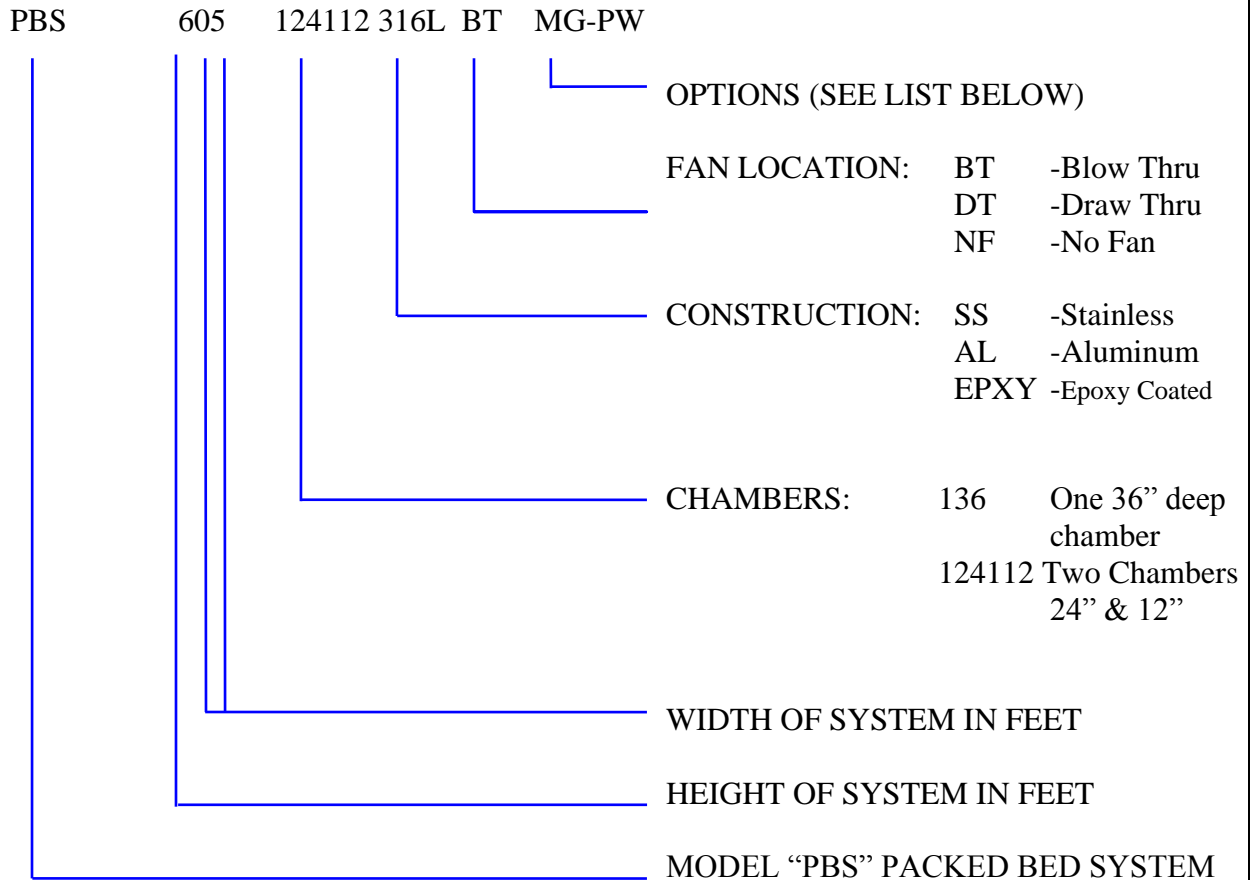 PBS 605 124112 316L BT MG-PW
OPTIONS (SEE LIST BELOW)
FAN LOCATION: BT -Blow Thru
DT -Draw Thru
NF -No Fan
CONSTRUCTION: SS -Stainless
AL -Aluminum
EPXY -Epoxy Coated
CHAMBERS: 136 One 36” deep
chamber
124112 Two Chambers
24” & 12”
WIDTH OF SYSTEM IN FEET
HEIGHT OF SYSTEM IN FEET
MODEL “PBS” PACKED BED SYSTEM